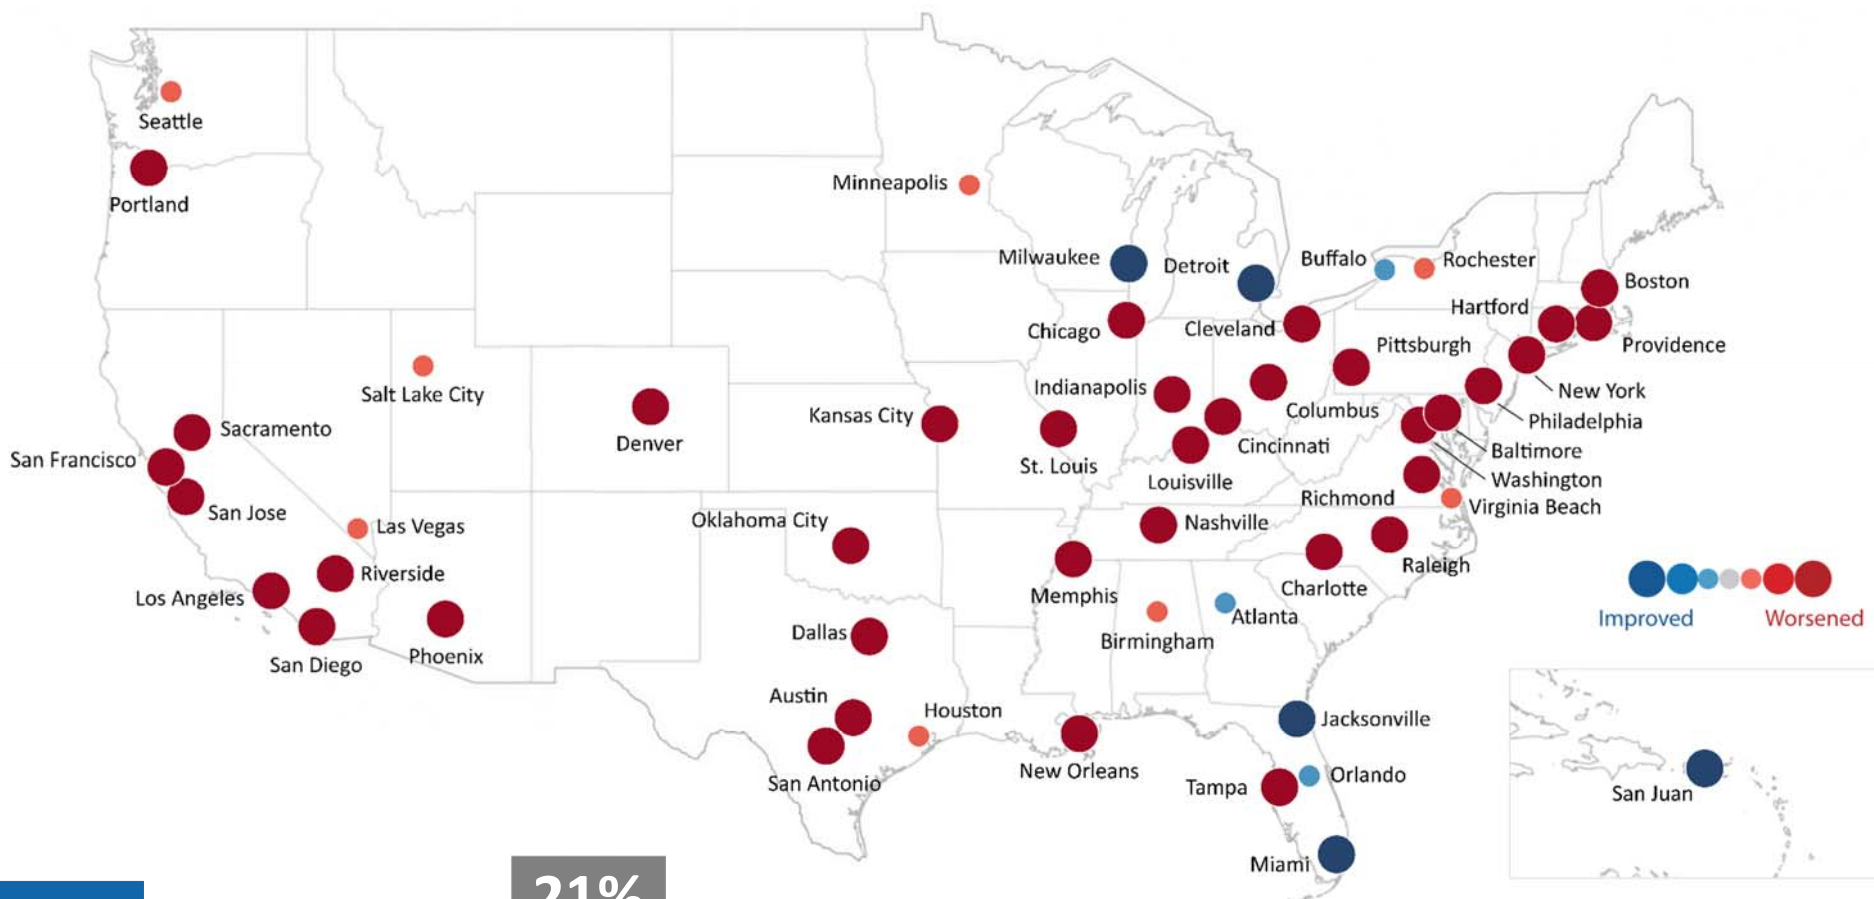 Seattle
Portland
Minneapolis
Milwaukee
Detroit
Buffalo
Rochester
Boston
Hartford
Chicago
Cleveland
Pittsburgh
Providence
Salt Lake City
Indianapolis
New York
Columbus
Kansas City
Philadelphia
Sacramento
Denver
Cincinnati
Baltimore
San Francisco
St. Louis
Louisville
Washington
Richmond
Virginia Beach
San Jose
Las Vegas
Oklahoma City
Nashville
Raleigh
Riverside
Charlotte
Los Angeles
Memphis
Atlanta
Improved
Worsened
Dallas
Birmingham
Phoenix
San Diego
Austin
Houston
Jacksonville
New Orleans
Orlando
San Antonio
Tampa
San Juan
Miami
21%